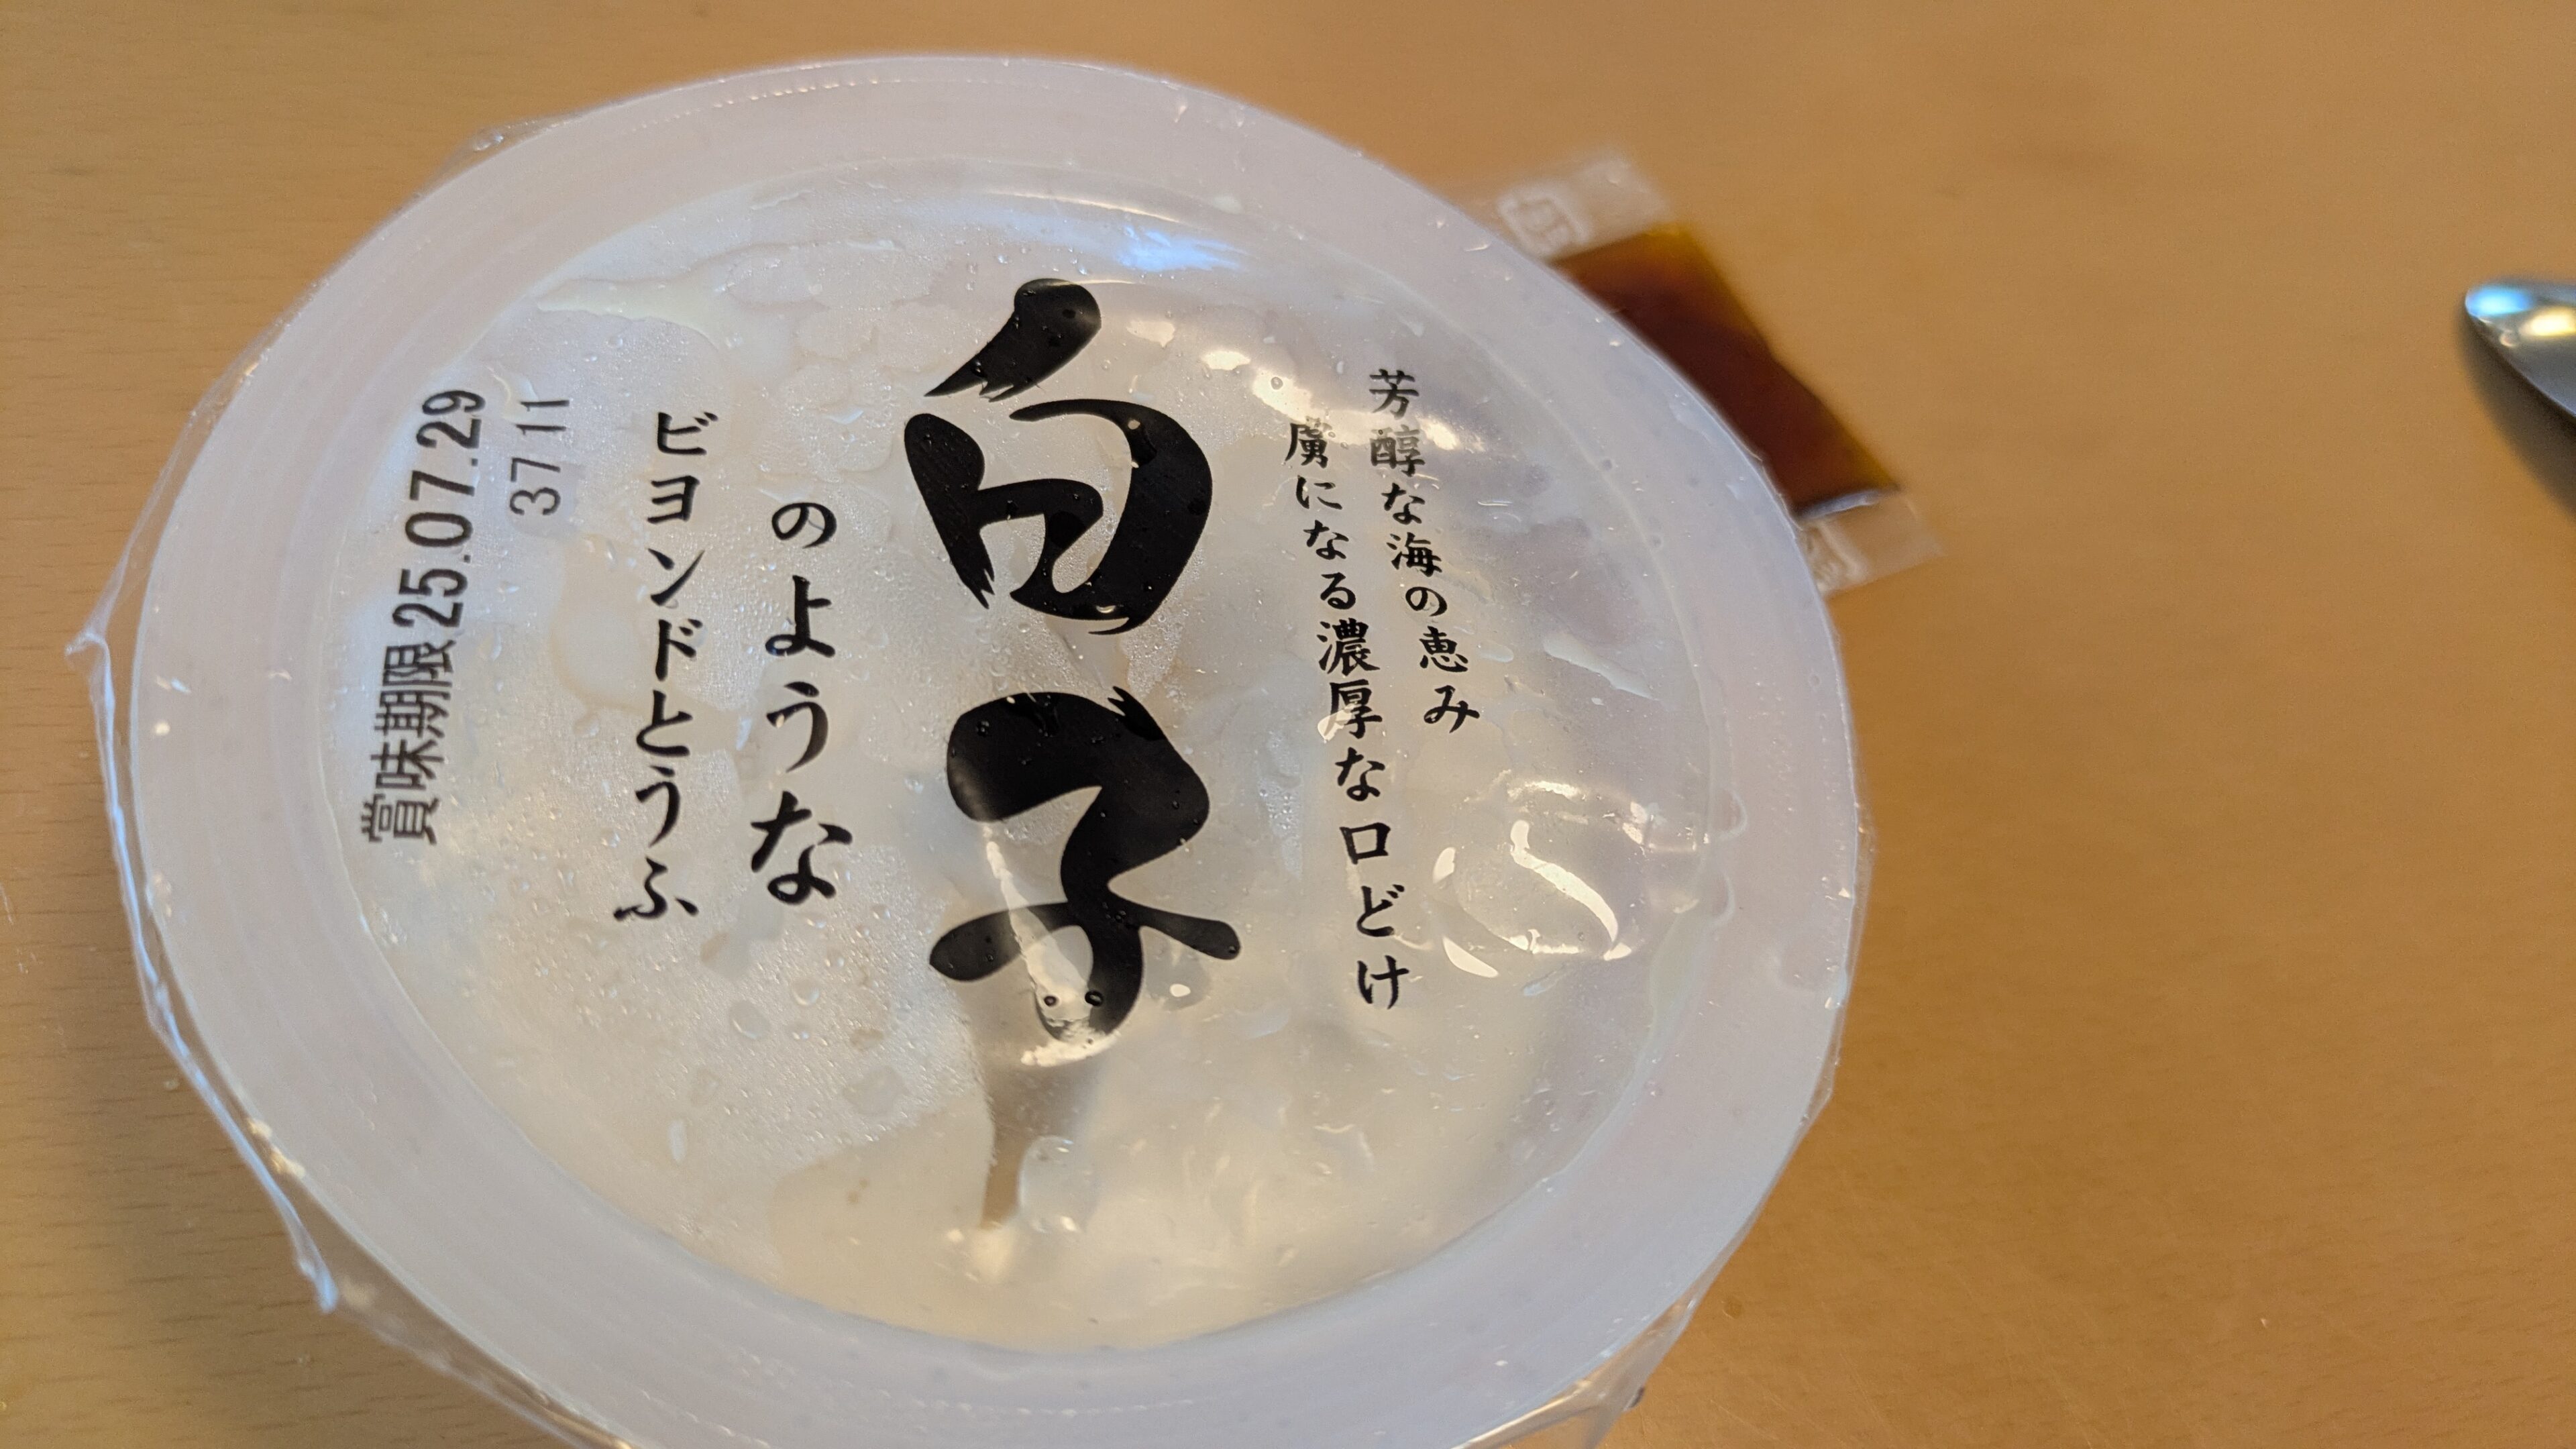 芳醇な海の恵み
虜になる濃厚な口どけ
白子
のような
ビヨンドとうふ
賞味期限 25.07.29
37 11